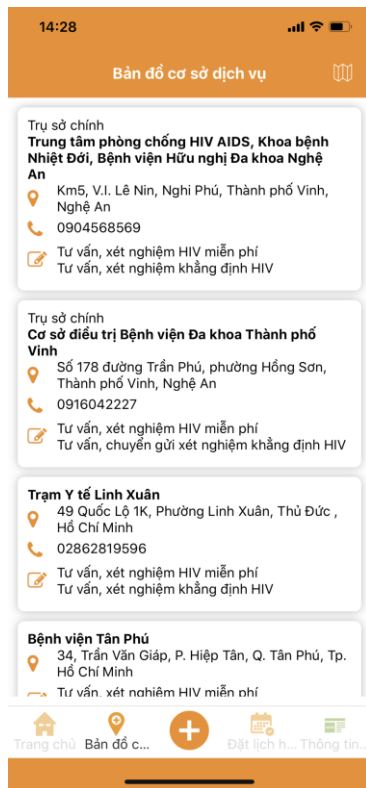 14:28
Bản đồ cơ sở dịch vụ
Trụ sở chính
Trung tâm phòng chống HIV AIDS, Khoa bệnh
Nhiệt Đới, Bệnh viện Hữu nghị Đa khoa Nghệ
An
Km5, V.I. Lê Nin, Nghi Phú, Thành phố Vinh,
Nghệ An
0904568569
Tư vấn, xét nghiệm HIV miễn phí
Tư vấn, xét nghiệm khẳng định HIV
Trụ sở chính
Cơ sở điều trị Bệnh viện Đa khoa Thành phố
Vinh
Số 178 đường Trần Phú, phường Hồng Sơn,
Thành phố Vinh, Nghệ An
0916042227
Tư vấn, xét nghiệm HIV miễn phí
Tư vấn, chuyển gửi xét nghiệm khẳng định HIV
Trạm Y tế Linh Xuân
49 Quốc Lộ 1K, Phường Linh Xuân, Thủ Đức ,
Hồ Chí Minh
02862819596
Tư vấn, xét nghiệm HIV miễn phí
Tư vấn, xét nghiệm khẳng định HIV
Bệnh viện Tân Phú
34, Trần Văn Giáp, P. Hiệp Tân, Q. Tân Phú, Tp.
Hồ Chí Minh
Tư vấn, xét nghiệm HIV miễn phí
Trang chủ Bản đồ c... Đặt lịch h... Thông tin...